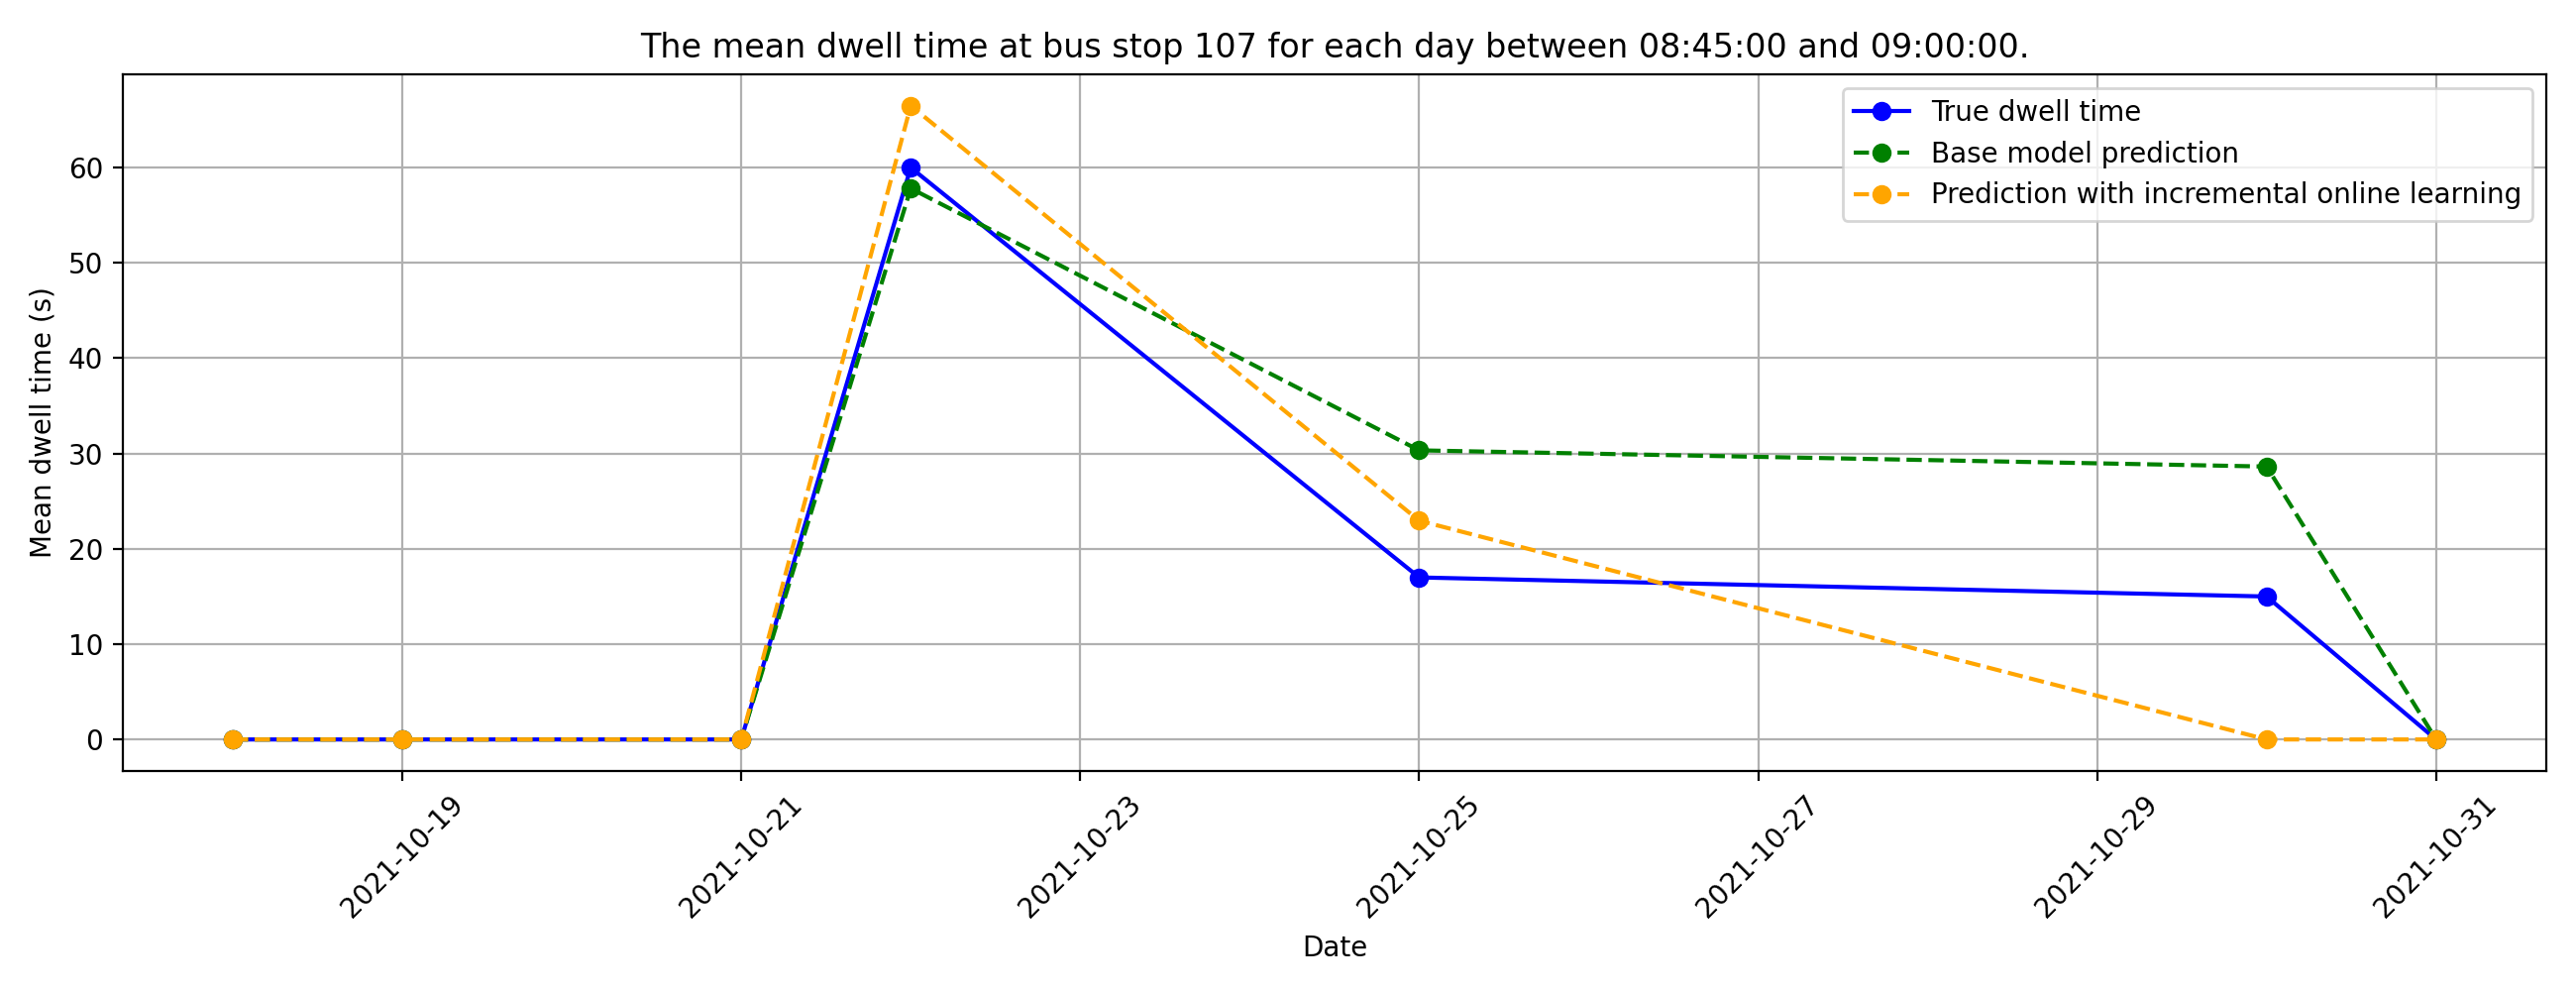 The mean dwell time at bus stop 107 for each day between 08:45:00 and 09:00:00.
True dwell time
Base model prediction
Prediction with incremental online learning
Mean dwell time (s)
60
50
40
30
20
10
0
2021-10-19
2021-10-21
2021-10-23
2021-10-25
2021-10-27
2021-10-29
2021-10-31
Date